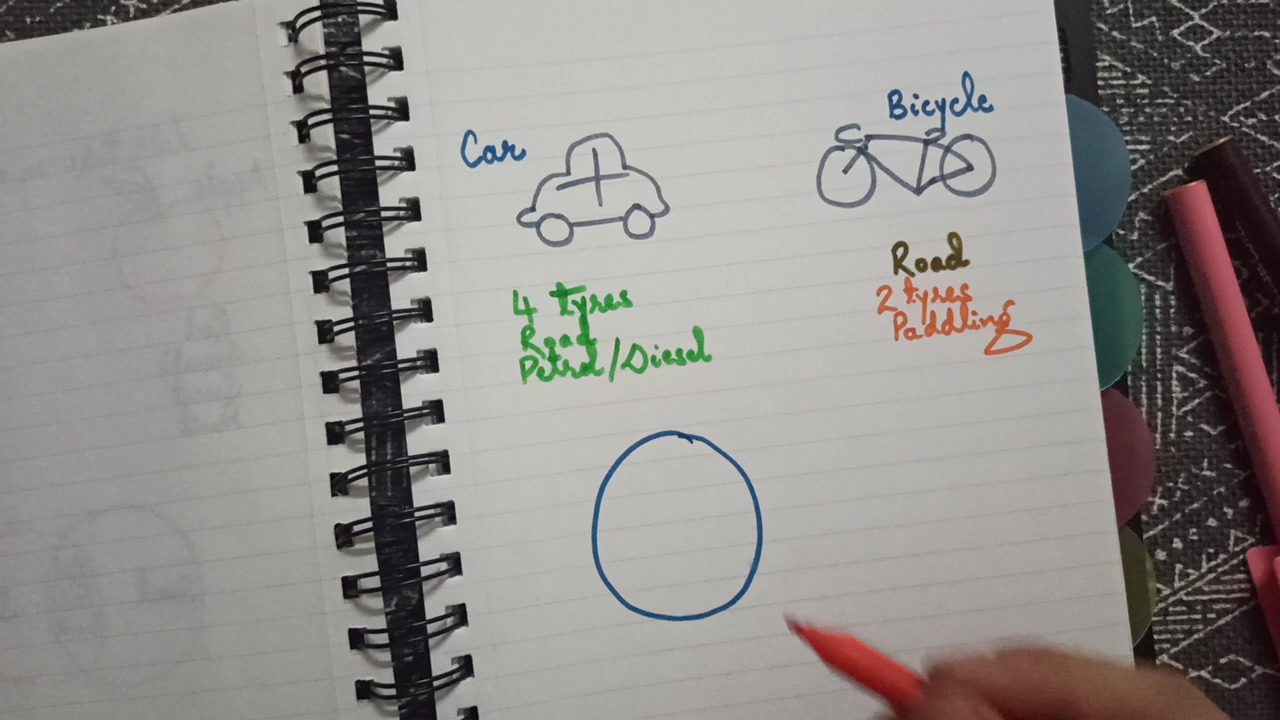 Car
4 tyres
Road
Petrol/Diesel
Bicycle
Road
2 tyres
Paddling